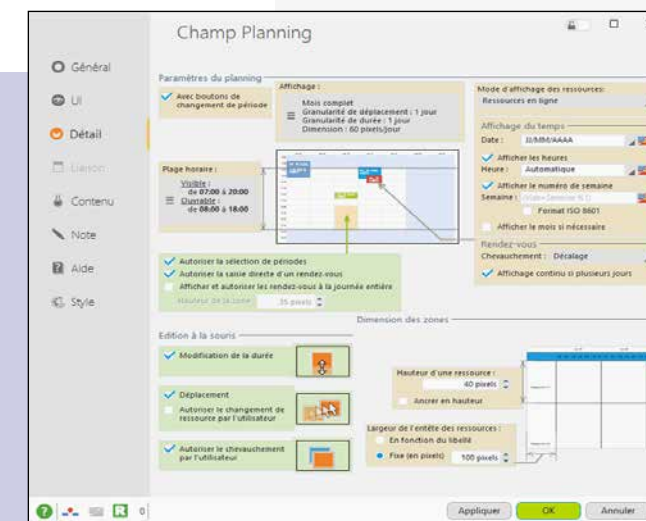 Champ Planning
Général
UI
Détail
Liaison
Contenu
Note
Aide
Style
Paramètres du planning
Avec boutons de
changement de période
Affichage :
Mois complet
Granularité de déplacement : 1 jour
Granularité de durée : 1 jour
Dimension : 60 pixels/jour
Plage horaire :
Visible :
de 07:00 à 20:00
Ouvrable :
de 08:00 à 18:00
Autoriser la sélection de périodes
Autoriser la saisie directe d'un rendez-vous
Afficher et autoriser les rendez-vous à la journée entière
Hauteur de la zone : 35 pixels
Mode d'affichage des ressources:
Ressources en ligne
Affichage du temps
Date : JJ/MM/AAAA
Afficher les heures
Heure : Automatique
Afficher le numéro de semaine
Semaine :
Format ISO 8601
Afficher le mois si nécessaire
Rendez-vous
Chevauchement : Décalage
Affichage continu si plusieurs jours
Edition à la souris
Modification de la durée
Déplacement
Autoriser le changement de
ressource par l'utilisateur
Autoriser le chevauchement
par l'utilisateur
Dimension des zones
Hauteur d'une ressource :
40 pixels
Ancrer en hauteur
Largeur de l'entête des ressources :
En fonction du libellé
Fixe (en pixels) 100 pixels
? R 0
Appliquer OK Annuler